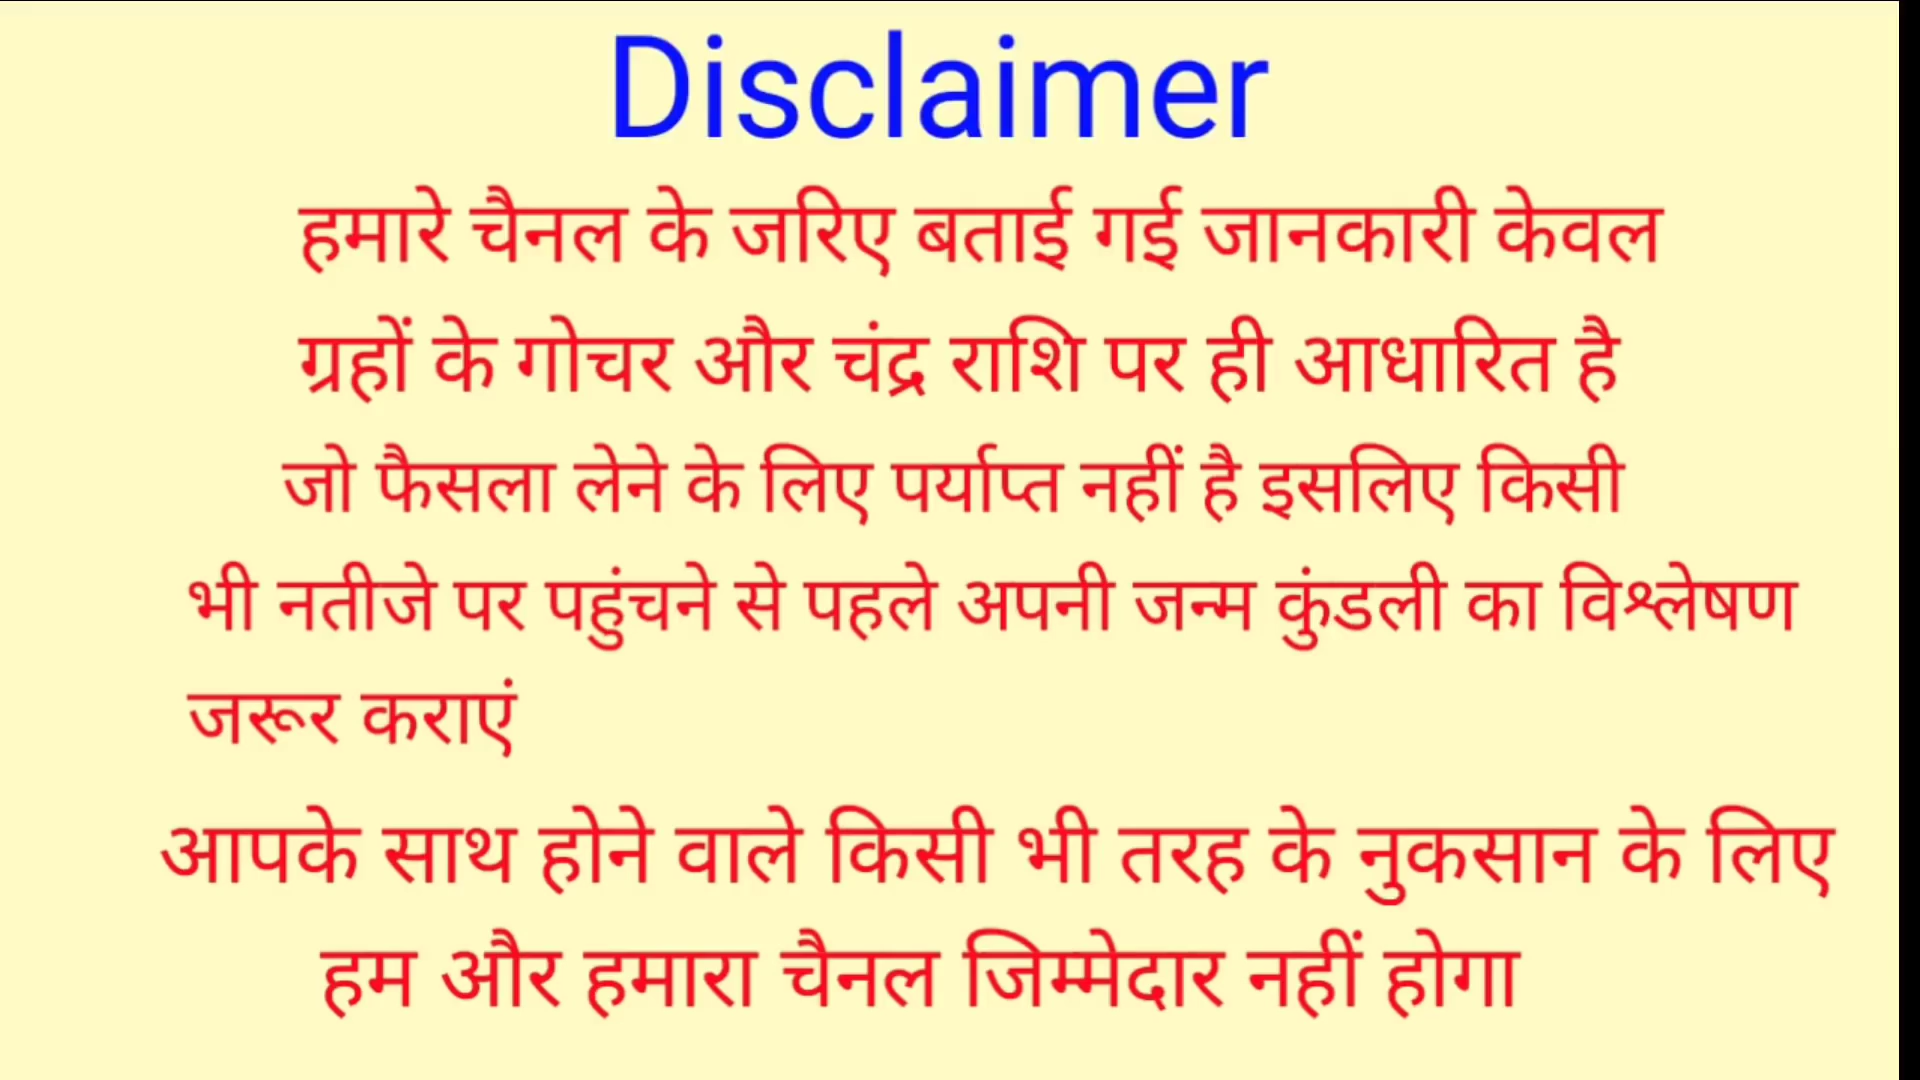 Disclaimer
हमारे चैनल के जरिए बताई गई जानकारी केवल
ग्रहों के गोचर और चंद्र राशि पर ही आधारित है
जो फैसला लेने के लिए पर्याप्त नहीं है इसलिए किसी
भी नतीजे पर पहुंचने से पहले अपनी जन्म कुंडली का विश्लेषण
जरूर कराएं
आपके साथ होने वाले किसी भी तरह के नुकसान के लिए
हम और हमारा चैनल जिम्मेदार नहीं होगा